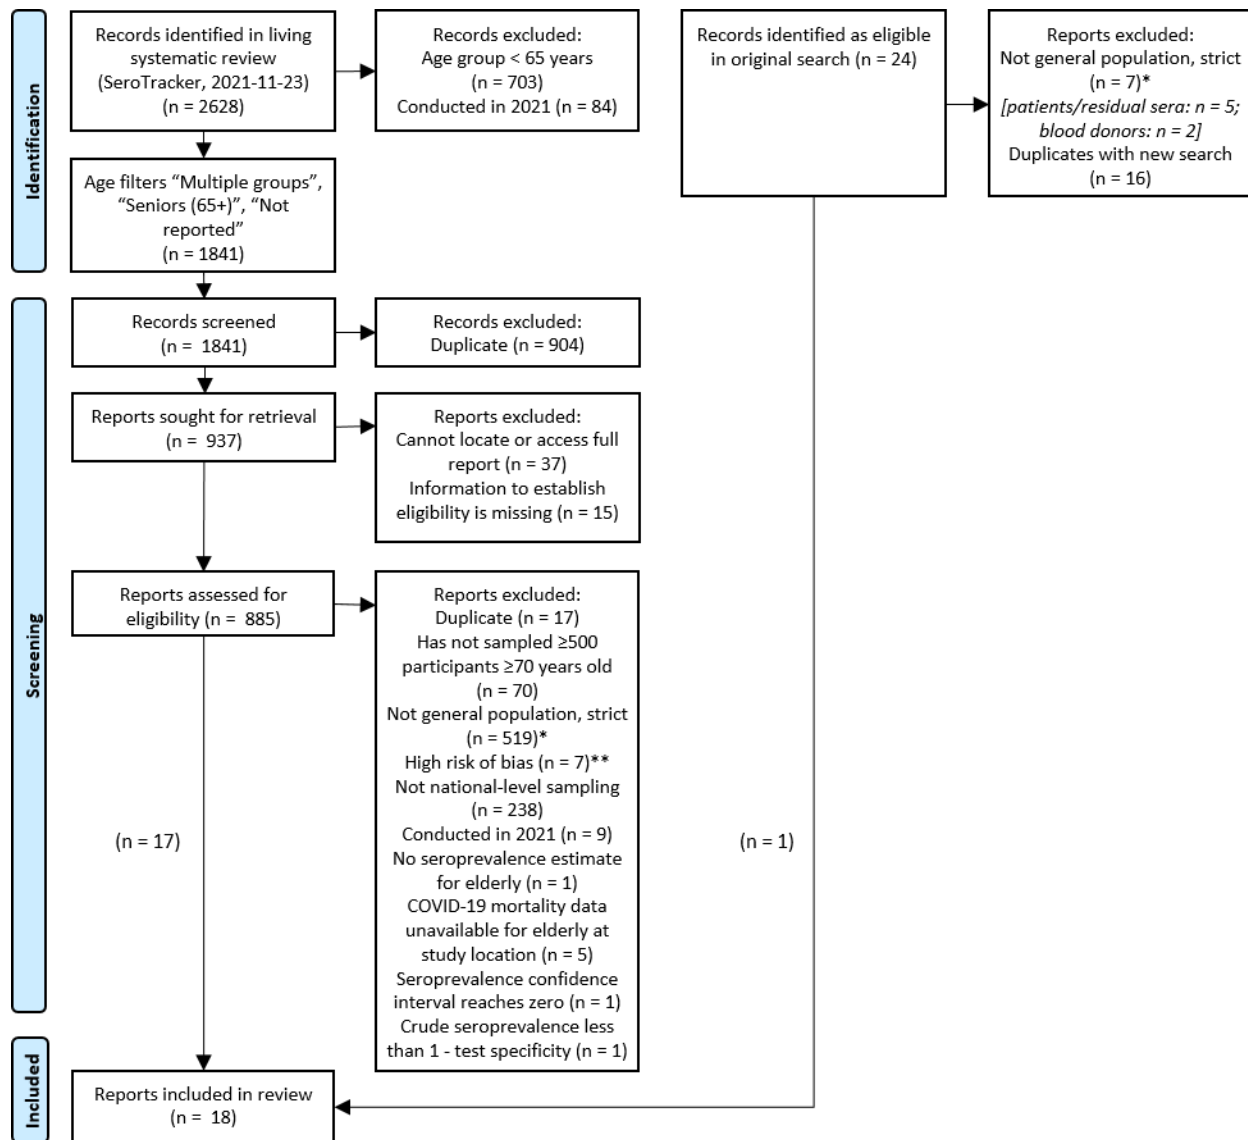 Identification
Records identified in living
systematic review
(SeroTracker, 2021-11-23)
(n = 2628)
Records excluded:
Age group < 65 years
(n = 703)
Conducted in 2021 (n = 84)
Records identified as eligible
in original search (n = 24)
Reports excluded:
Not general population, strict
(n = 7)*
[patients/residual sera: n = 5;
blood donors: n = 2]
Duplicates with new search
(n = 16)
Age filters “Multiple groups”,
“Seniors (65+)”, “Not
reported”
(n = 1841)
Screening
Records screened
(n = 1841)
Records excluded:
Duplicate (n = 904)
Reports sought for retrieval
(n = 937)
Reports excluded:
Cannot locate or access full
report (n = 37)
Information to establish
eligibility is missing (n = 15)
Reports assessed for
eligibility (n = 885)
Reports excluded:
Duplicate (n = 17)
Has not sampled ≥500
participants ≥70 years old
(n = 70)
Not general population, strict
(n = 519)*
High risk of bias (n = 7)**
Not national-level sampling
(n = 238)
Conducted in 2021 (n = 9)
No seroprevalence estimate
for elderly (n = 1)
COVID-19 mortality data
unavailable for elderly at
study location (n = 5)
Seroprevalence confidence
interval reaches zero (n = 1)
Crude seroprevalence less
than 1 - test specificity (n = 1)
(n = 17)
(n = 1)
Included
Reports included in review
(n = 18)